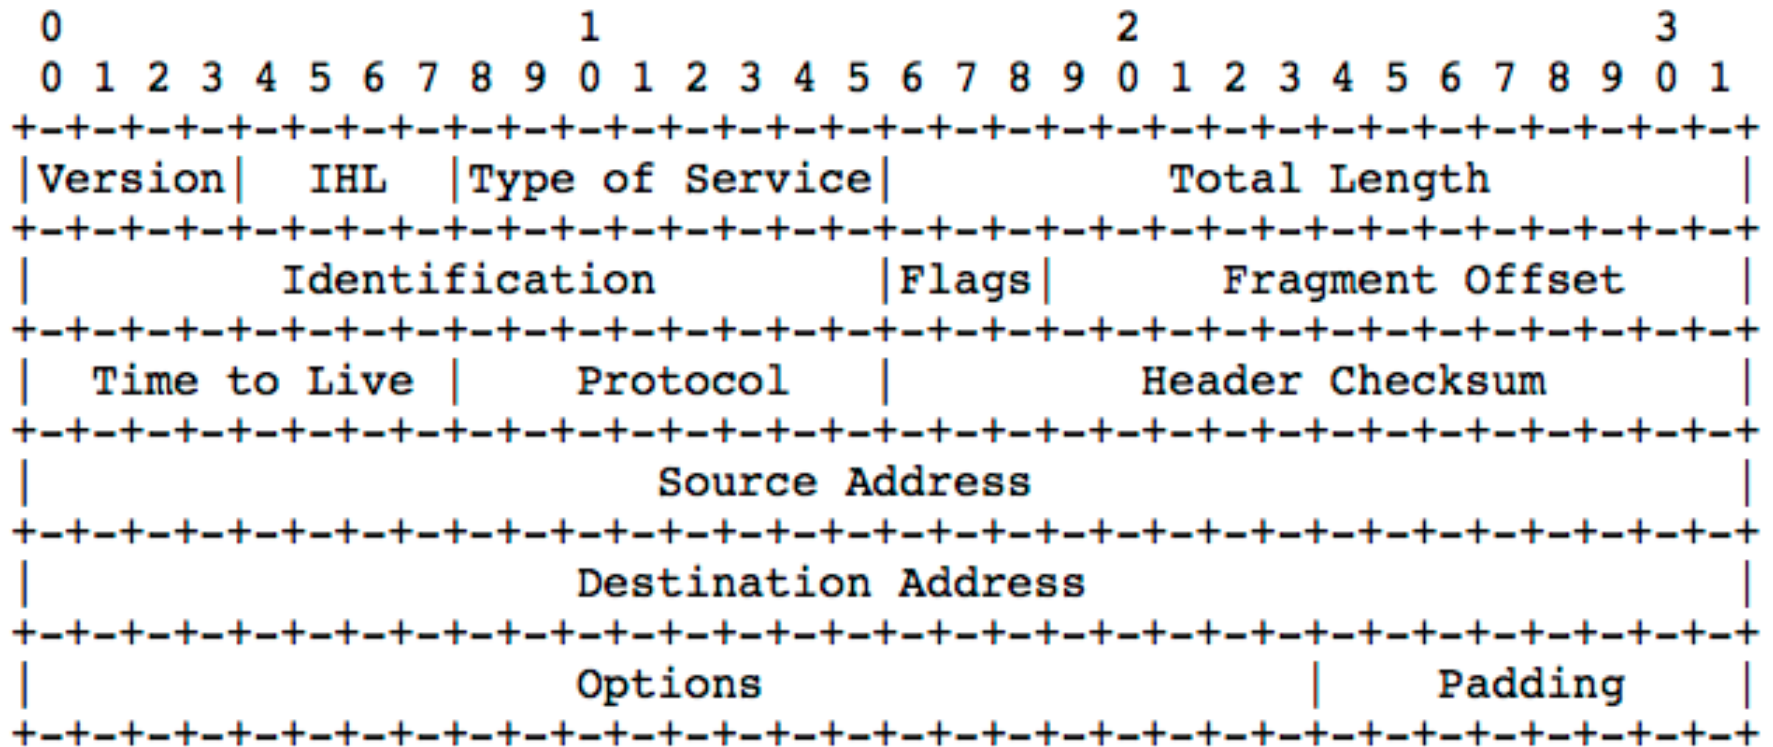 0                   1                   2                   3
 0 1 2 3 4 5 6 7 8 9 0 1 2 3 4 5 6 7 8 9 0 1 2 3 4 5 6 7 8 9 0 1
+-+-+-+-+-+-+-+-+-+-+-+-+-+-+-+-+-+-+-+-+-+-+-+-+-+-+-+-+-+-+-+-+
|Version|  IHL  |Type of Service|          Total Length         |
+-+-+-+-+-+-+-+-+-+-+-+-+-+-+-+-+-+-+-+-+-+-+-+-+-+-+-+-+-+-+-+-+
|         Identification        |Flags|      Fragment Offset    |
+-+-+-+-+-+-+-+-+-+-+-+-+-+-+-+-+-+-+-+-+-+-+-+-+-+-+-+-+-+-+-+-+
|  Time to Live |    Protocol   |         Header Checksum       |
+-+-+-+-+-+-+-+-+-+-+-+-+-+-+-+-+-+-+-+-+-+-+-+-+-+-+-+-+-+-+-+-+
|                       Source Address                          |
+-+-+-+-+-+-+-+-+-+-+-+-+-+-+-+-+-+-+-+-+-+-+-+-+-+-+-+-+-+-+-+-+
|                    Destination Address                        |
+-+-+-+-+-+-+-+-+-+-+-+-+-+-+-+-+-+-+-+-+-+-+-+-+-+-+-+-+-+-+-+-+
|                    Options                    |    Padding    |
+-+-+-+-+-+-+-+-+-+-+-+-+-+-+-+-+-+-+-+-+-+-+-+-+-+-+-+-+-+-+-+-+